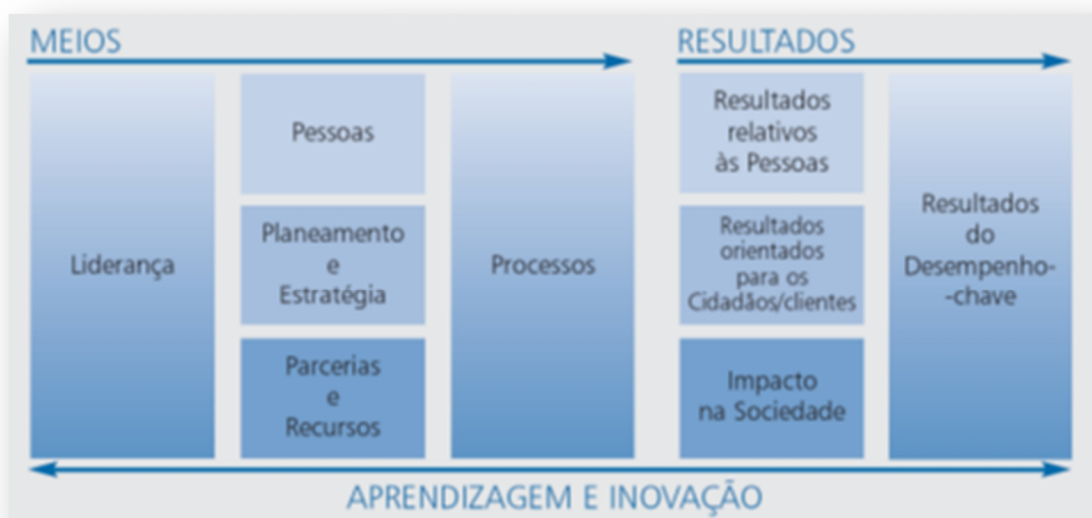 MEIOS
RESULTADOS
Liderança
Pessoas
Planeamento
e
Estratégia
Parcerias
e
Recursos
Processos
Resultados
relativos
às Pessoas
Resultados
orientados
para os
Cidadãos/clientes
Impacto
na Sociedade
Resultados
do
Desempenho-
-chave
APRENDIZAGEM E INOVAÇÃO